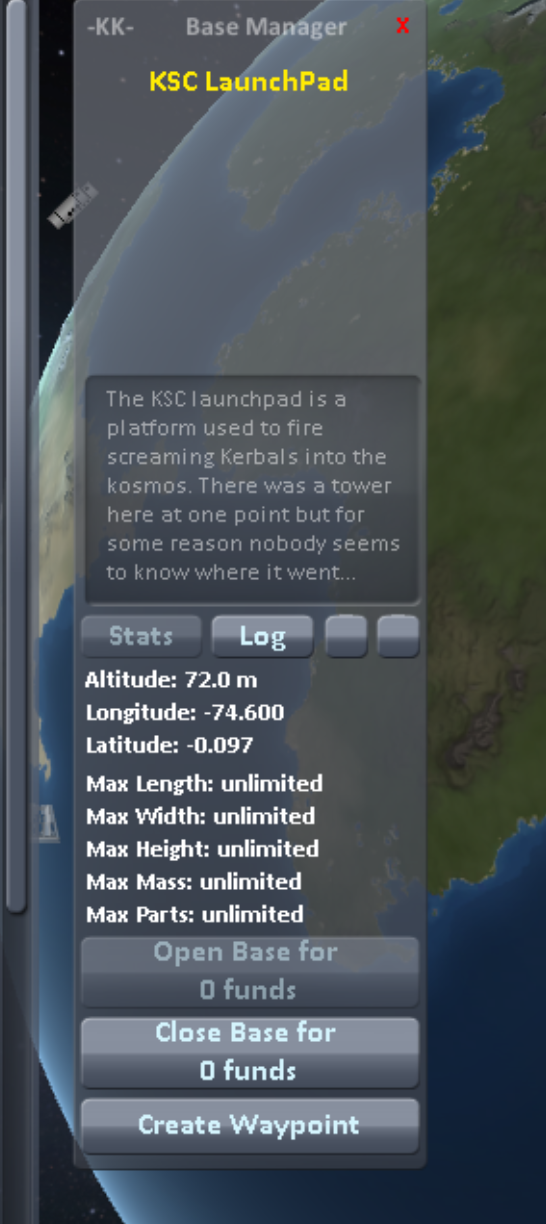 -KK- Base Manager X
KSC LaunchPad
The KSC launchpad is a
platform used to fire
screaming Kerbals into the
kosmos. There was a tower
here at one point but for
some reason nobody seems
to know where it went...
Stats Log
Altitude: 72.0 m
Longitude: -74.600
Latitude: -0.097
Max Length: unlimited
Max Width: unlimited
Max Height: unlimited
Max Mass: unlimited
Max Parts: unlimited
Open Base for
0 funds
Close Base for
0 funds
Create Waypoint